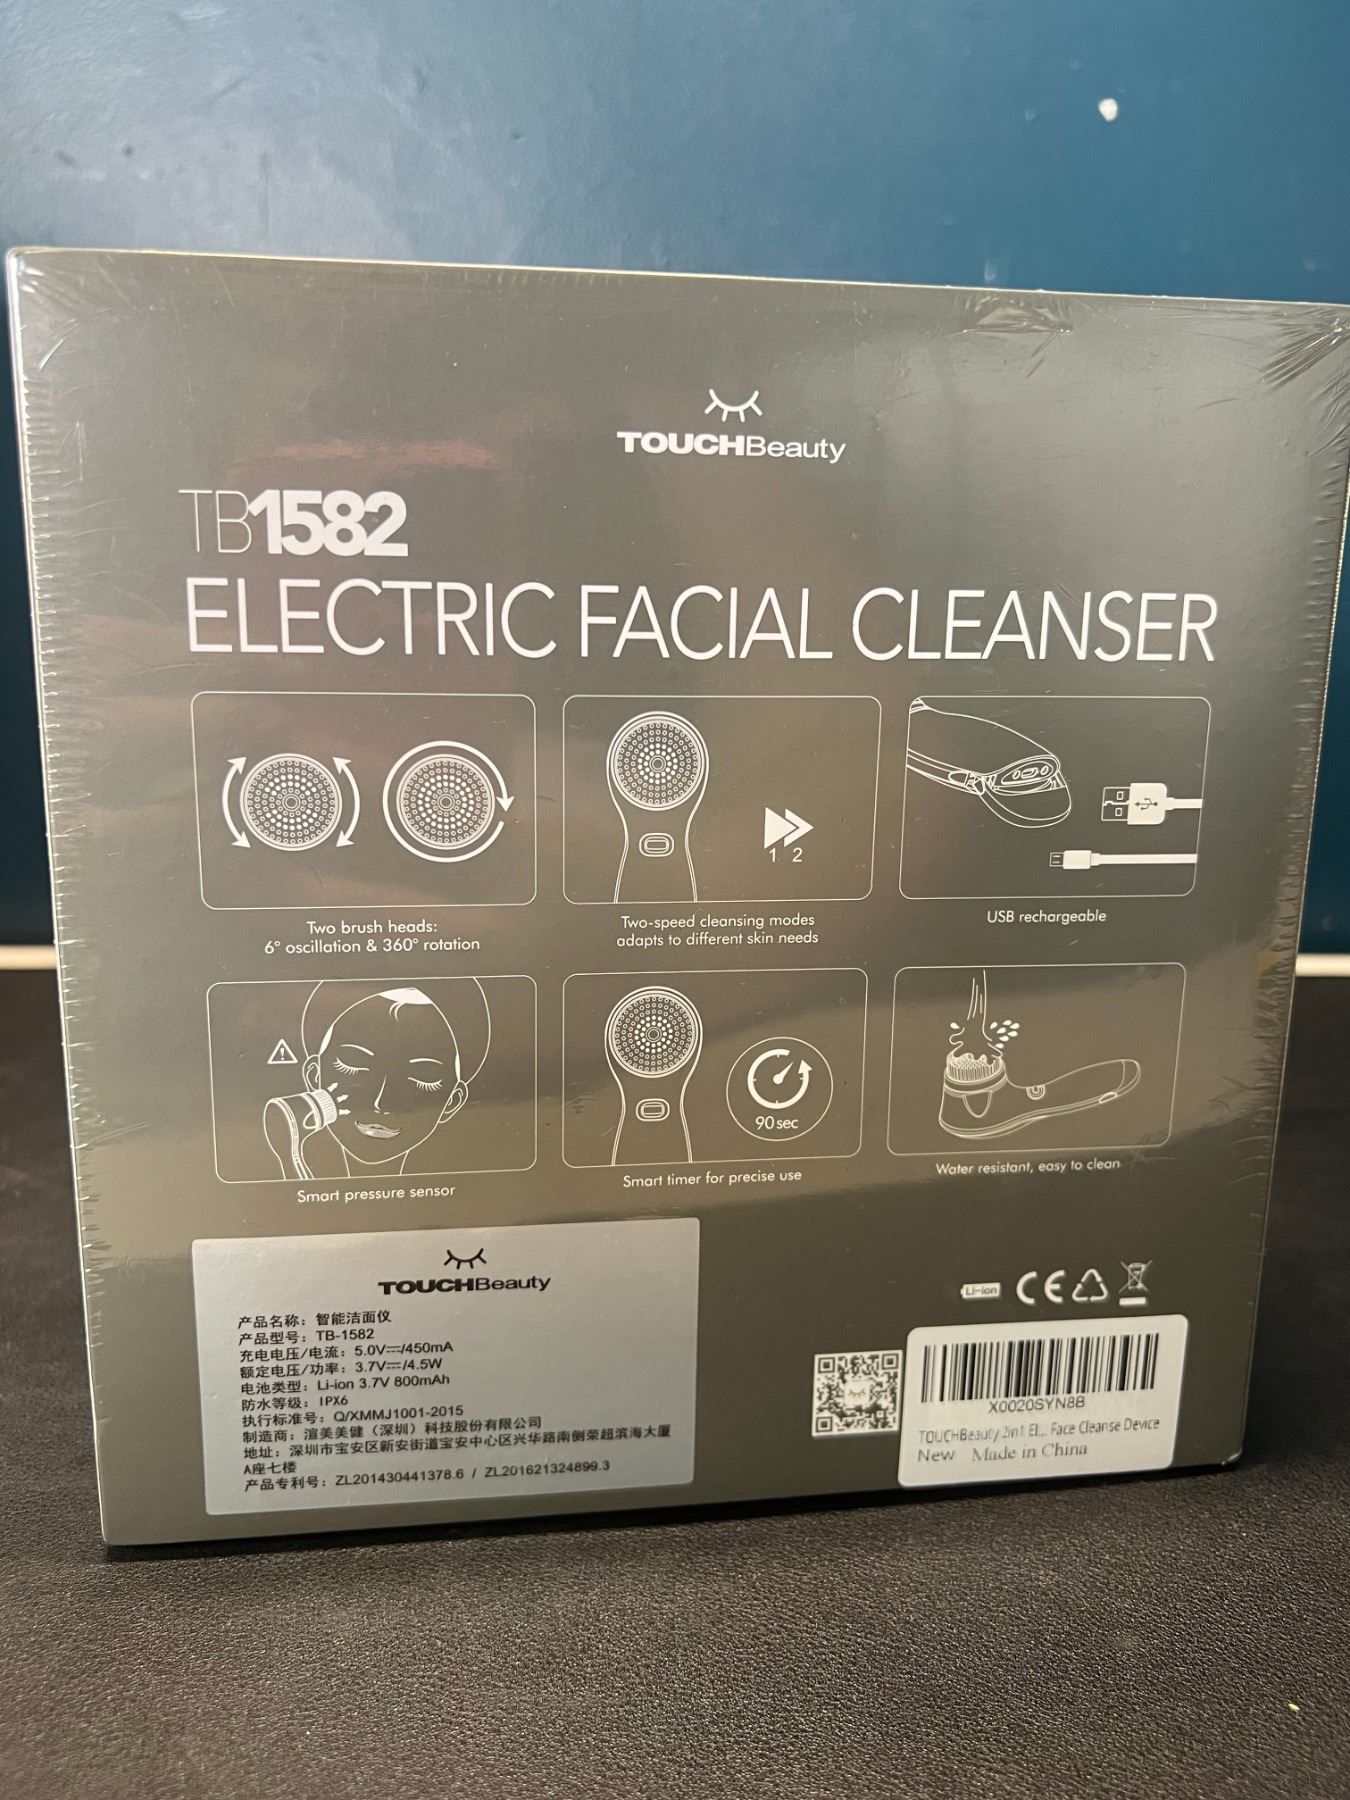 TOUCHBeauty
TB1582
ELECTRIC FACIAL CLEANSER
1 2
Two brush heads:
6° oscillation & 360° rotation
Two-speed cleansing modes
adapts to different skin needs
USB rechargeable
90 sec
Smart pressure sensor
Smart timer for precise use
Water resistant, easy to clean
TOUCHBeauty
产品名称：智能洁面仪
产品型号：TB-1582
充电电压/电流：5.0V⎓/450mA
额定电压/功率：3.7V⎓/4.5W
电池类型：Li-ion 3.7V 800mAh
防水等级：IPX6
执行标准号：Q/XMMJ1001-2015
制造商：渲美美健（深圳）科技股份有限公司
地址：深圳市宝安区新安街道宝安中心区兴华路南侧荣超滨海大厦
A座七楼
产品专利号：ZL201430441378.6 / ZL201621324899.3
Li-ion CE
X0020SYN8B
TOUCHBeauty 2in1 El... Face Cleanse Device
New Made in China